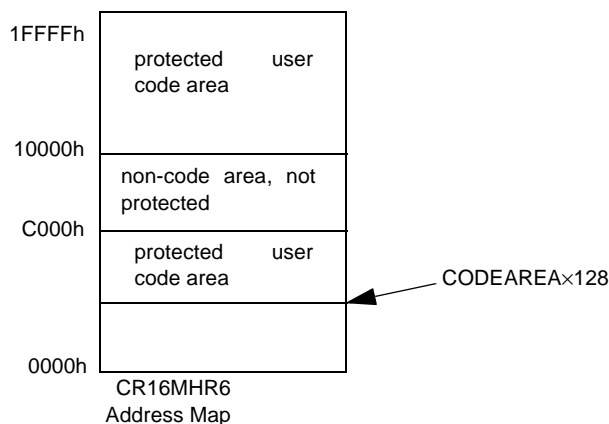 1FFFFh
protected user
code area
10000h
non-code area, not
protected
C000h
protected user
code area
CODEAREA×128
0000h
CR16MHR6
Address Map